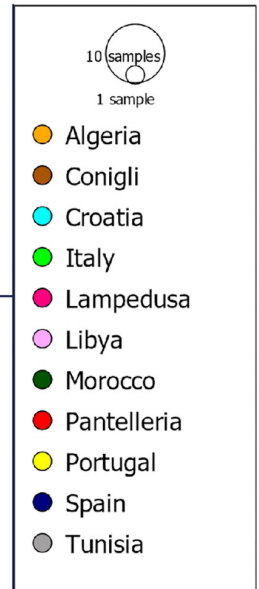 10 samples
1 sample
Algeria
Conigli
Croatia
Italy
Lampedusa
Libya
Morocco
Pantelleria
Portugal
Spain
Tunisia